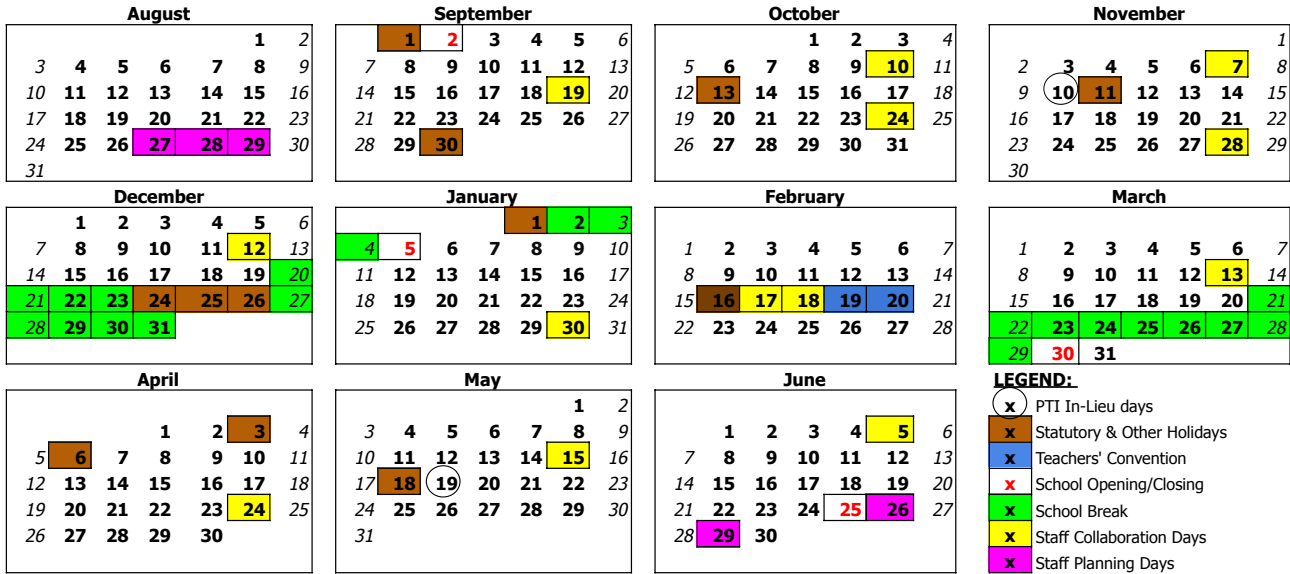 August
1 2
3 4 5 6 7 8 9
10 11 12 13 14 15 16
17 18 19 20 21 22 23
24 25 26 27 28 29 30
31
September
1 2 3 4 5 6
7 8 9 10 11 12 13
14 15 16 17 18 19 20
21 22 23 24 25 26 27
28 29 30
October
1 2 3 4
5 6 7 8 9 10 11
12 13 14 15 16 17 18
19 20 21 22 23 24 25
26 27 28 29 30 31
November
1
2 3 4 5 6 7 8
9 10 11 12 13 14 15
16 17 18 19 20 21 22
23 24 25 26 27 28 29
30
December
1 2 3 4 5 6
7 8 9 10 11 12 13
14 15 16 17 18 19 20
21 22 23 24 25 26 27
28 29 30 31
January
1 2 3
4 5 6 7 8 9 10
11 12 13 14 15 16 17
18 19 20 21 22 23 24
25 26 27 28 29 30 31
February
1 2 3 4 5 6 7
8 9 10 11 12 13 14
15 16 17 18 19 20 21
22 23 24 25 26 27 28
March
1 2 3 4 5 6 7
8 9 10 11 12 13 14
15 16 17 18 19 20 21
22 23 24 25 26 27 28
29 30 31
April
1 2 3 4
5 6 7 8 9 10 11
12 13 14 15 16 17 18
19 20 21 22 23 24 25
26 27 28 29 30
May
1 2
3 4 5 6 7 8 9
10 11 12 13 14 15 16
17 18 19 20 21 22 23
24 25 26 27 28 29 30
31
June
1 2 3 4 5 6
7 8 9 10 11 12 13
14 15 16 17 18 19 20
21 22 23 24 25 26 27
28 29 30
LEGEND:
x PTI In-Lieu days
x Statutory & Other Holidays
x Teachers' Convention
x School Opening/Closing
x School Break
x Staff Collaboration Days
x Staff Planning Days